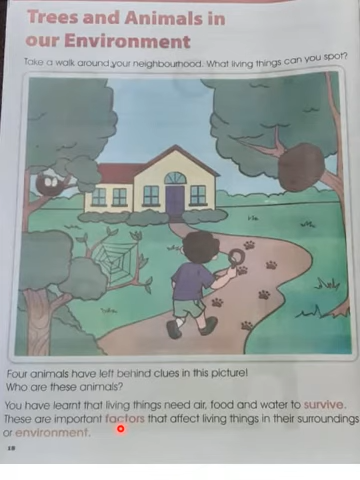 Trees and Animals in
our Environment
Take a walk around your neighbourhood. What living things can you spot?
Four animals have left behind clues in this picture!
Who are these animals?
You have learnt that living things need air, food and water to survive.
These are important factors that affect living things in their surroundings
or environment.
18